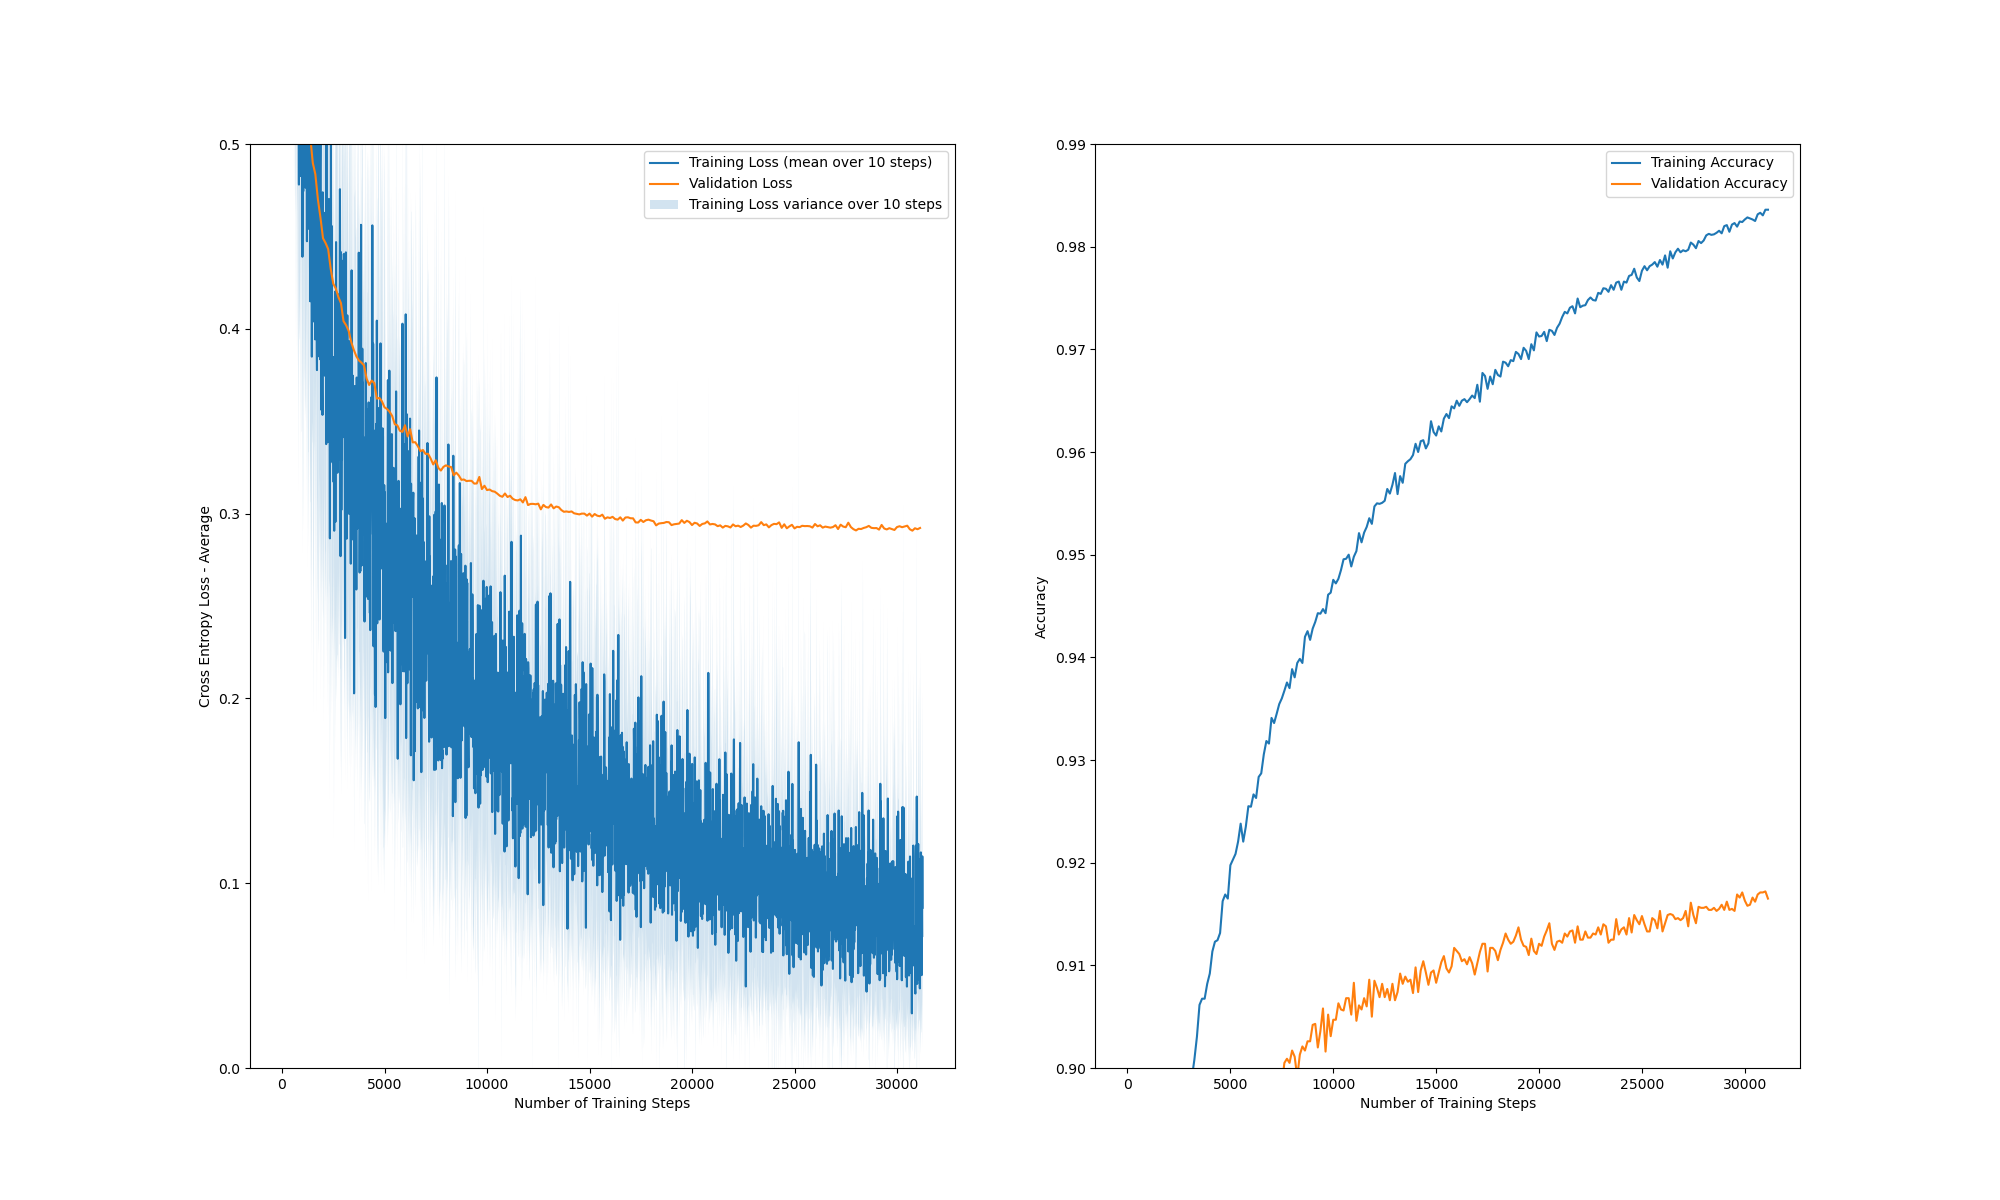 0.5
0.4
0.3
0.2
0.1
0.0
Cross Entropy Loss - Average
Training Loss (mean over 10 steps)
Validation Loss
Training Loss variance over 10 steps
0 5000 10000 15000 20000 25000 30000
Number of Training Steps
0.99
0.98
0.97
0.96
0.95
0.94
0.93
0.92
0.91
0.90
Accuracy
Training Accuracy
Validation Accuracy
0 5000 10000 15000 20000 25000 30000
Number of Training Steps